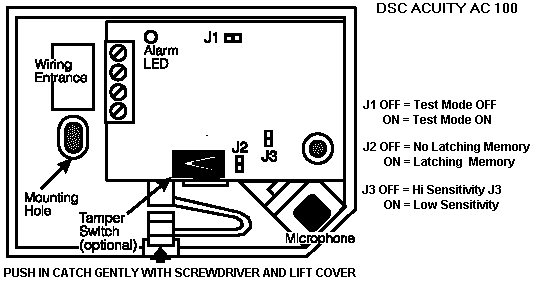 DSC ACUITY AC 100
J1
Alarm
LED
Wiring
Entrance
J1 OFF = Test Mode OFF
ON = Test Mode ON
J2 OFF = No Latching Memory
ON = Latching Memory
J3 OFF = Hi Sensitivity J3
ON = Low Sensitivity
J2
J3
Mounting
Hole
Tamper
Switch
(optional)
Microphone
PUSH IN CATCH GENTLY WITH SCREWDRIVER AND LIFT COVER